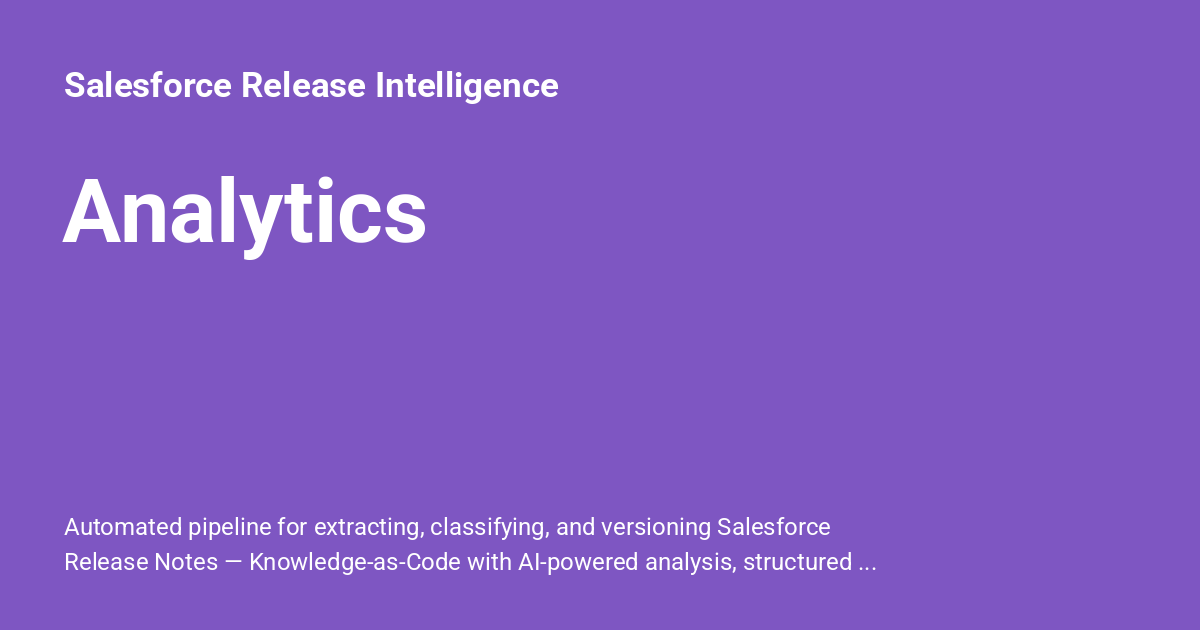 Salesforce Release Intelligence
Analytics
Automated pipeline for extracting, classifying, and versioning Salesforce
Release Notes — Knowledge-as-Code with AI-powered analysis, structured ...